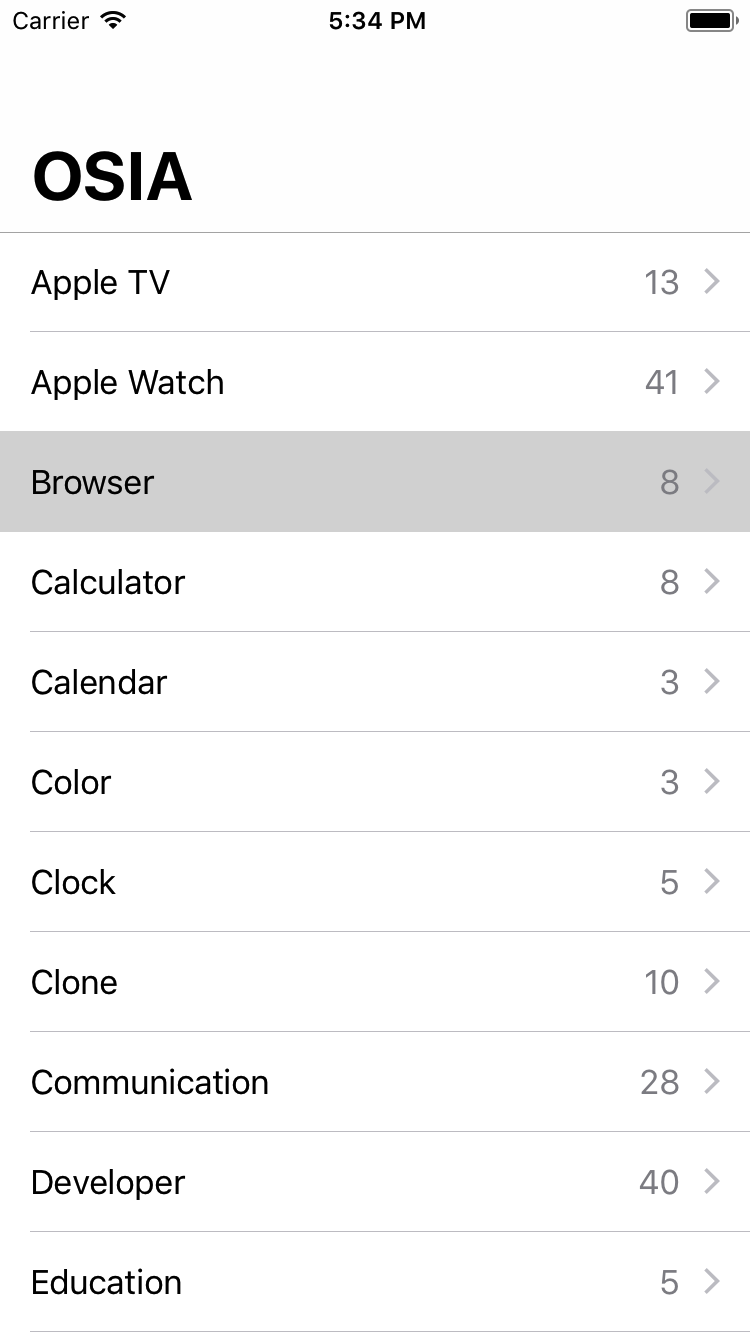 Carrier 5:34 PM
OSIA
Apple TV 13
Apple Watch 41
Browser 8
Calculator 8
Calendar 3
Color 3
Clock 5
Clone 10
Communication 28
Developer 40
Education 5